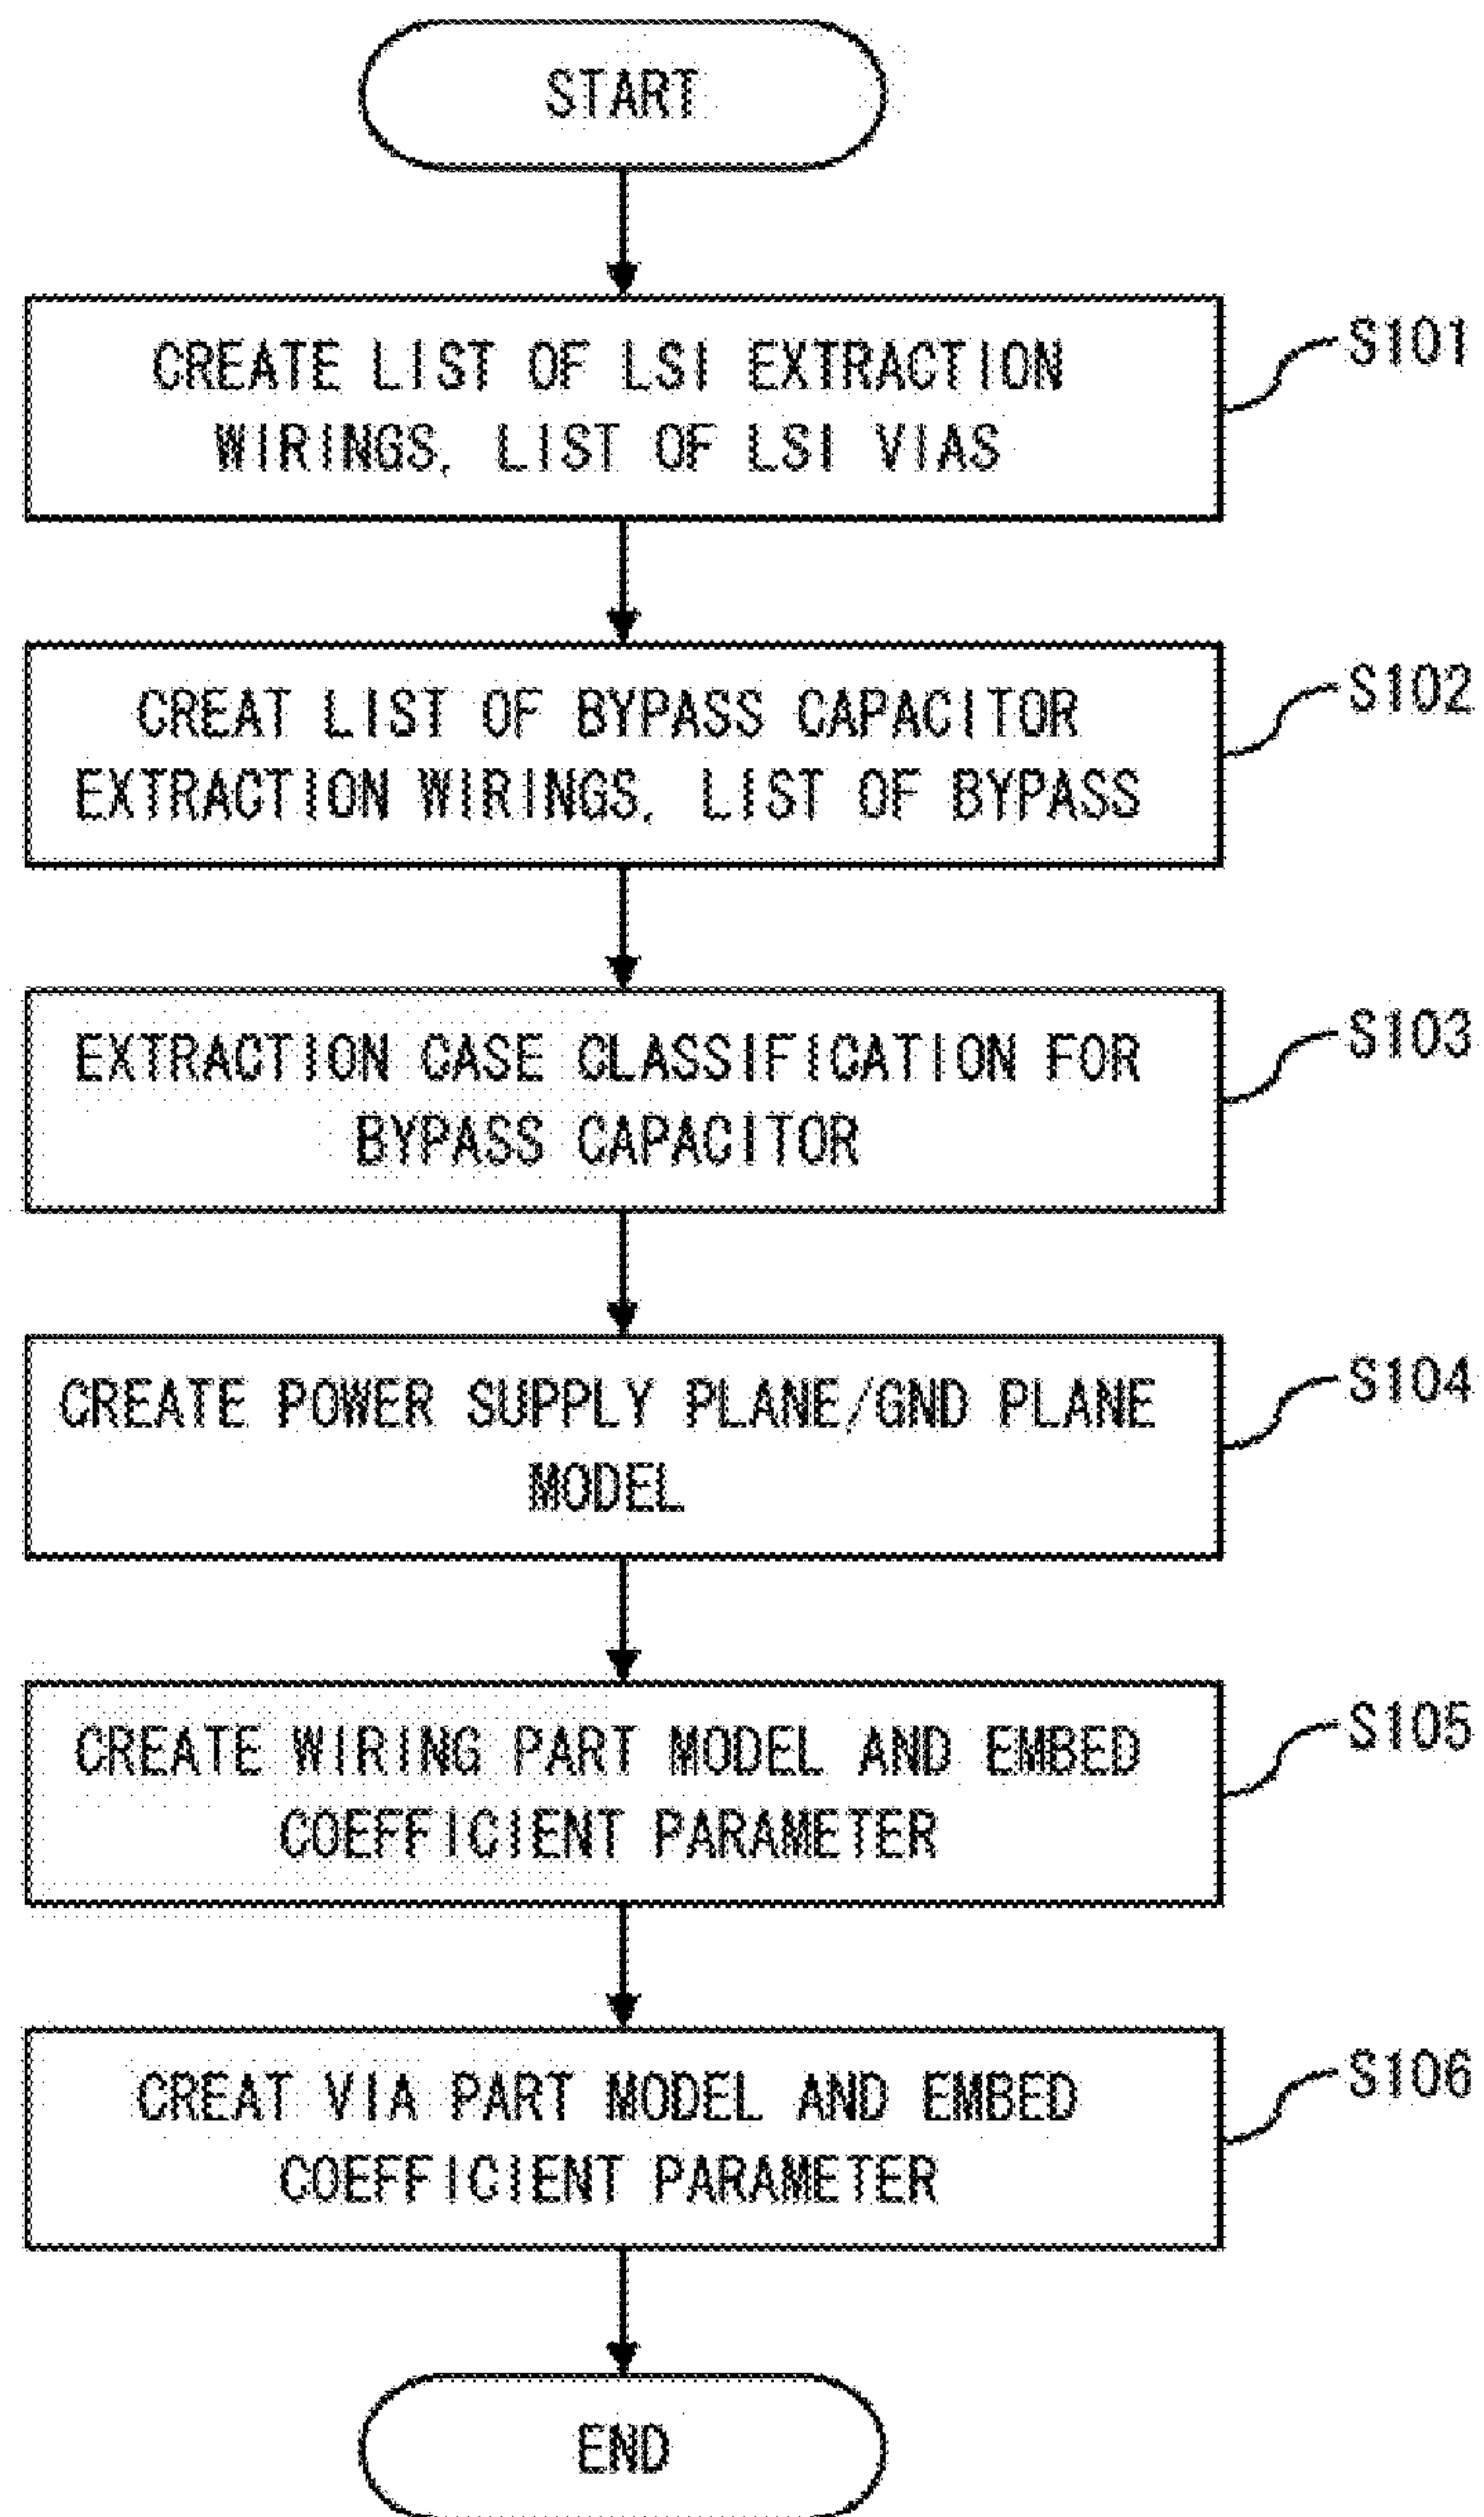 START
CREATE LIST OF LSI EXTRACTION
WIRINGS, LIST OF LSI VIAS
S101
CREAT LIST OF BYPASS CAPACITOR
EXTRACTION WIRINGS, LIST OF BYPASS
S102
EXTRACTION CASE CLASSIFICATION FOR
BYPASS CAPACITOR
S103
CREATE POWER SUPPLY PLANE/GND PLANE
MODEL
S104
CREATE WIRING PART MODEL AND EMBED
COEFFICIENT PARAMETER
S105
CREAT VIA PART MODEL AND EMBED
COEFFICIENT PARAMETER
S106
END